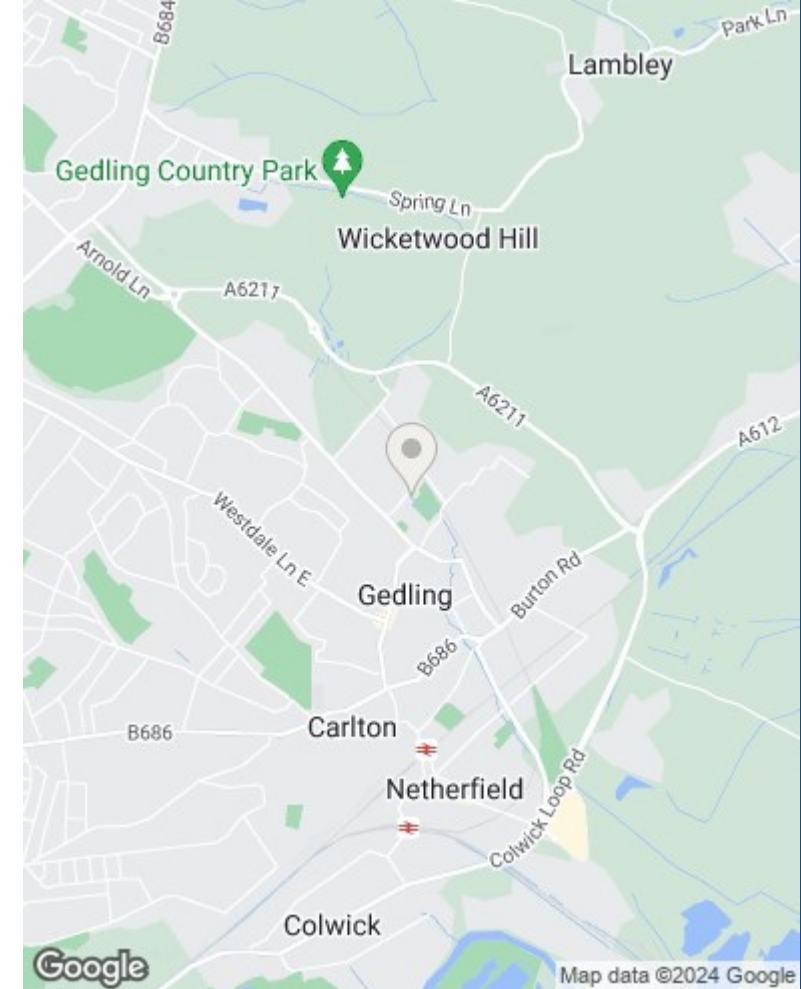 B684
Park Ln
Lambley
Gedling Country Park
Spring Ln
Wicketwood Hill
Arnold Ln
A6211
A6211
A612
Westdale Ln E
Burton Rd
Gedling
B686
B686
Carlton
Netherfield
Colwick Loop Rd
Colwick
Google
Map data ©2024 Google